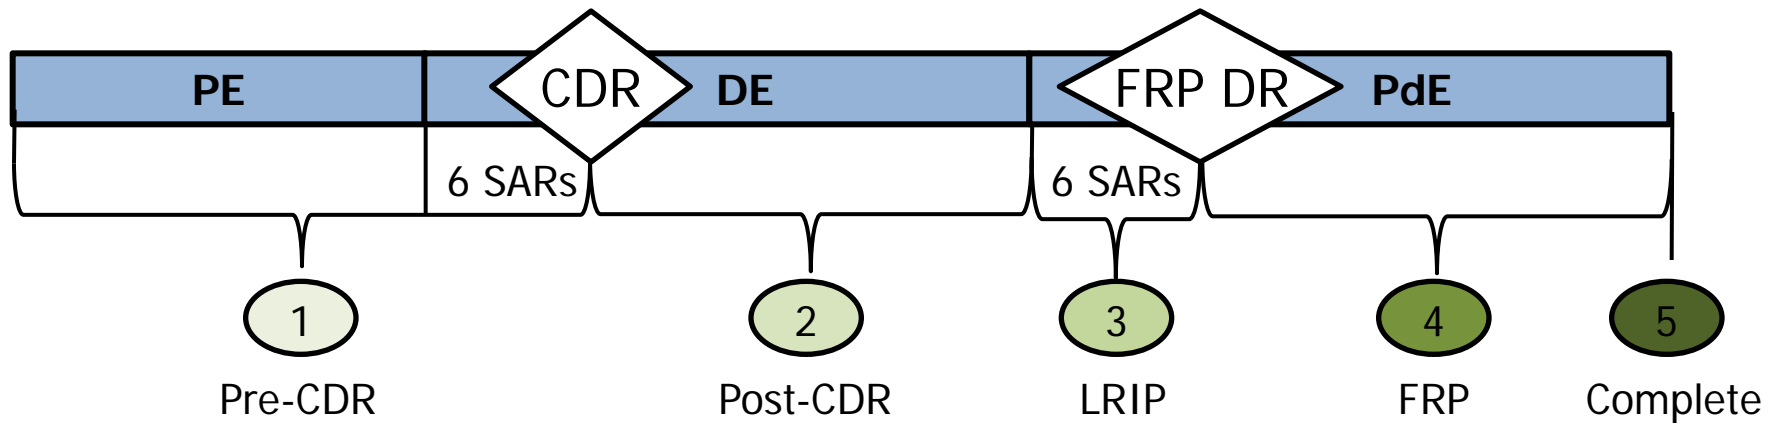 PE CDR DE FRP DR PdE
6 SARs 6 SARs
1 2 3 4 5
Pre-CDR Post-CDR LRIP FRP Complete